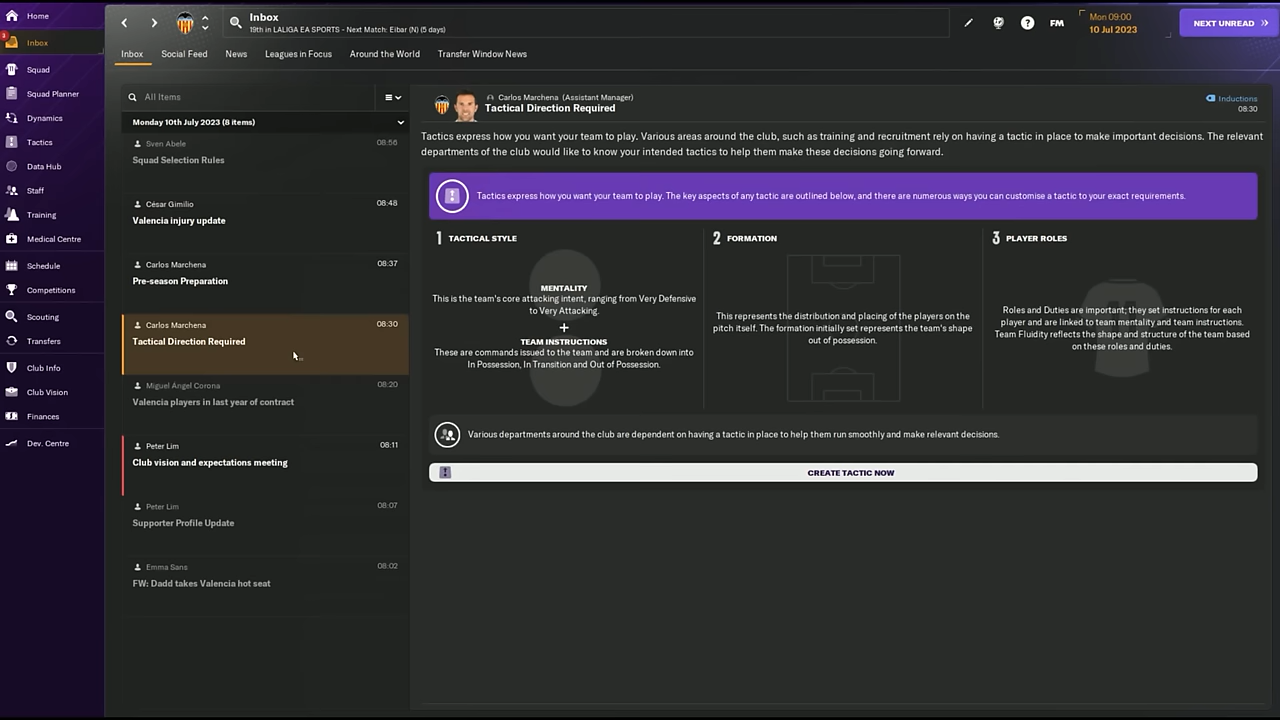 Home
3
Inbox
Squad
Squad Planner
Dynamics
Tactics
Data Hub
Staff
Training
Medical Centre
Schedule
Competitions
Scouting
Transfers
Club Info
Club Vision
Finances
Dev. Centre
Inbox
19th in LALIGA EA SPORTS - Next Match: Eibar (N) (5 days)
? FM
Mon 09:00
10 Jul 2023
NEXT UNREAD
Inbox Social Feed News Leagues in Focus Around the World Transfer Window News
All Items
Monday 10th July 2023 (8 items)
Sven Abele 08:56
Squad Selection Rules
César Gimilio 08:48
Valencia injury update
Carlos Marchena 08:37
Pre-season Preparation
Carlos Marchena 08:30
Tactical Direction Required
Miguel Ángel Corona 08:20
Valencia players in last year of contract
Peter Lim 08:11
Club vision and expectations meeting
Peter Lim 08:07
Supporter Profile Update
Emma Sans 08:02
FW: Dadd takes Valencia hot seat
Carlos Marchena (Assistant Manager)
Tactical Direction Required
Inductions
08:30
Tactics express how you want your team to play. Various areas around the club, such as training and recruitment rely on having a tactic in place to make important decisions. The relevant
departments of the club would like to know your intended tactics to help them make these decisions going forward.
Tactics express how you want your team to play. The key aspects of any tactic are outlined below, and there are numerous ways you can customise a tactic to your exact requirements.
1 TACTICAL STYLE
MENTALITY
This is the team's core attacking intent, ranging from Very Defensive
to Very Attacking.
+
TEAM INSTRUCTIONS
These are commands issued to the team and are broken down into
In Possession, In Transition and Out of Possession.
2 FORMATION
This represents the distribution and placing of the players on the
pitch itself. The formation initially set represents the team's shape
out of possession.
3 PLAYER ROLES
Roles and Duties are important; they set instructions for each
player and are linked to team mentality and team instructions.
Team Fluidity reflects the shape and structure of the team based
on these roles and duties.
Various departments around the club are dependent on having a tactic in place to help them run smoothly and make relevant decisions.
CREATE TACTIC NOW